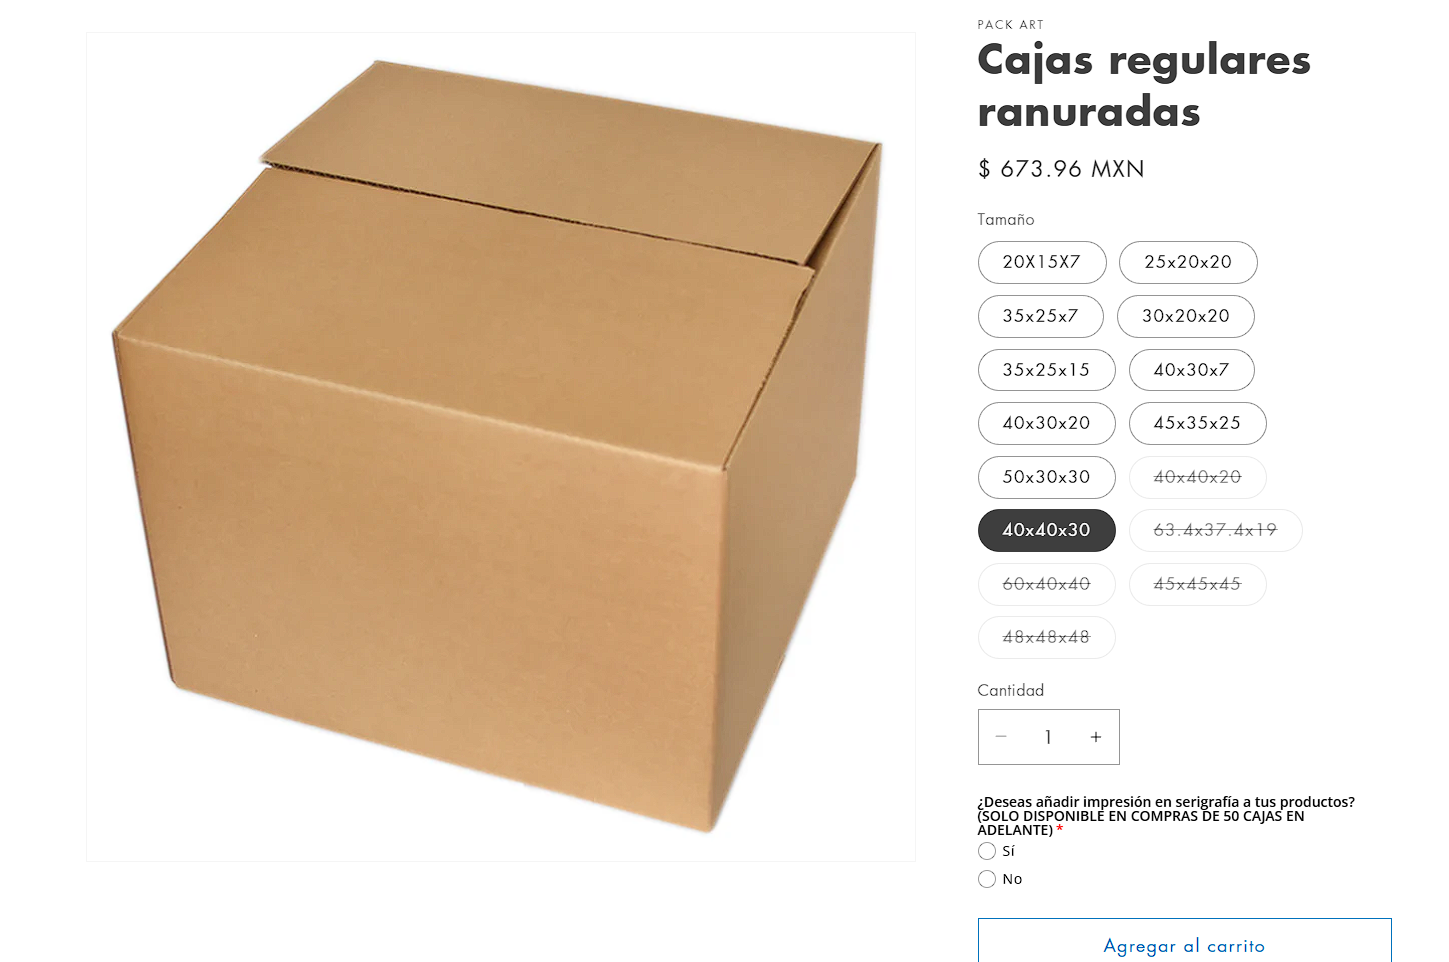 PACK ART
Cajas regulares
ranuradas
$ 673.96 MXN
Tamaño
20X15X7
25x20x20
35x25x7
30x20x20
35x25x15
40x30x7
40x30x20
45x35x25
50x30x30
40x40x20
40x40x30
63.4x37.4x19
60x40x40
45x45x45
48x48x48
Cantidad
− 1 +
¿Deseas añadir impresión en serigrafía a tus productos?
(SOLO DISPONIBLE EN COMPRAS DE 50 CAJAS EN
ADELANTE) *
Sí
No
Agregar al carrito